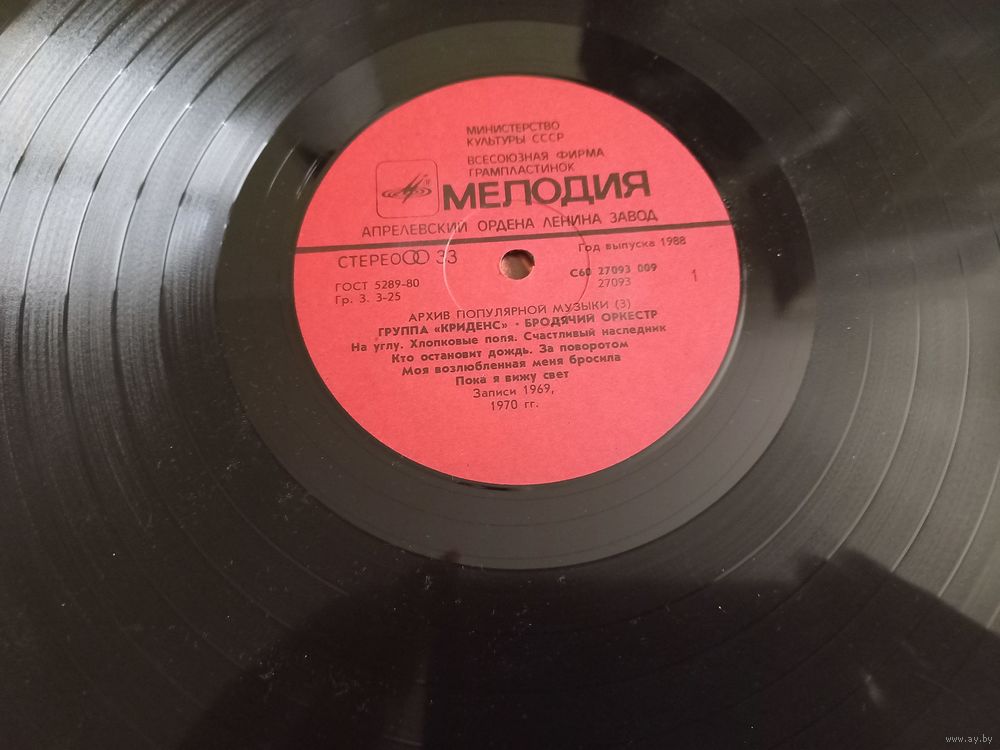 МИНИСТЕРСТВО
КУЛЬТУРЫ СССР
ВСЕСОЮЗНАЯ ФИРМА
ГРАМПЛАСТИНОК
МЕЛОДИЯ
АПРЕЛЕВСКИЙ ОРДЕНА ЛЕНИНА ЗАВОД
СТЕРЕО 33
Год выпуска 1988
ГОСТ 5289-80
Гр. 3. 3-25
С60 27093 009
27093
1
АРХИВ ПОПУЛЯРНОЙ МУЗЫКИ (3)
ГРУППА «КРИДЕНС» · БРОДЯЧИЙ ОРКЕСТР
На углу. Хлопковые поля. Счастливый наследник
Кто остановит дождь. За поворотом
Моя возлюбленная меня бросила
Пока я вижу свет
Записи 1969,
1970 гг.
www.ay.by